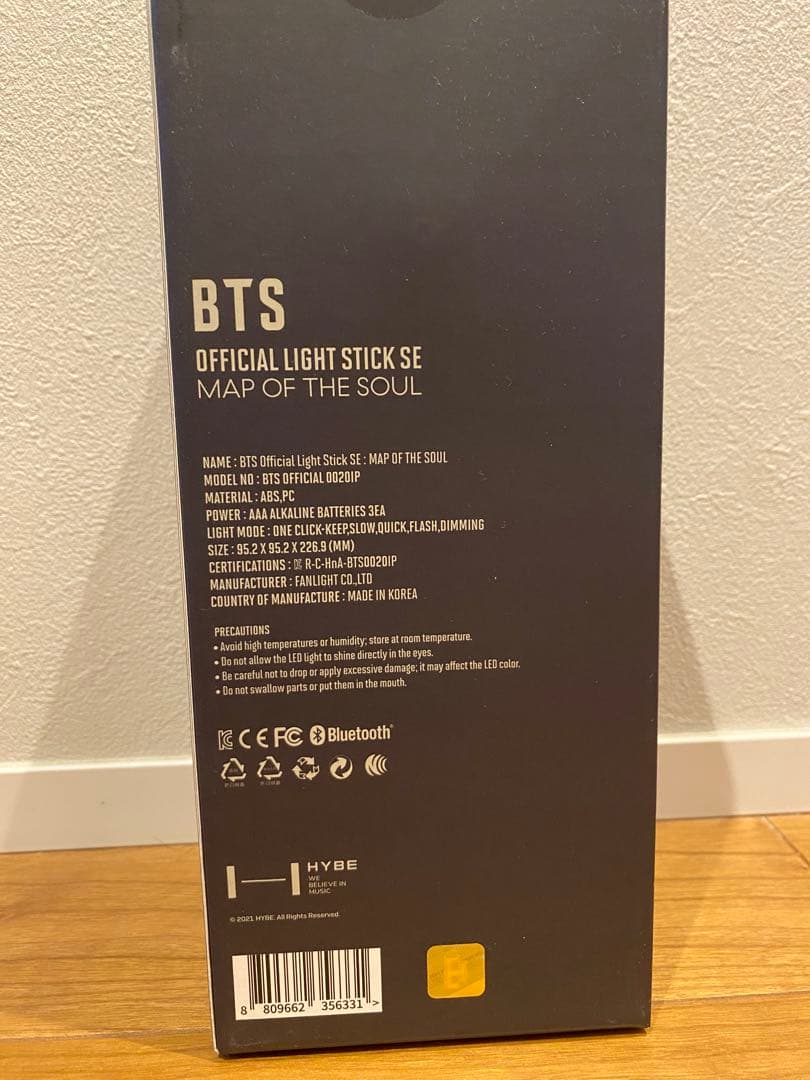 BTS
OFFICIAL LIGHT STICK SE
MAP OF THE SOUL
NAME : BTS Official Light Stick SE : MAP OF THE SOUL
MODEL NO : BTS OFFICIAL 0020IP
MATERIAL : ABS,PC
POWER : AAA ALKALINE BATTERIES 3EA
LIGHT MODE : ONE CLICK-KEEP,SLOW,QUICK,FLASH,DIMMING
SIZE : 95.2 X 95.2 X 226.9 (MM)
CERTIFICATIONS : R-C-HnA-BTS0020IP
MANUFACTURER : FANLIGHT CO.,LTD
COUNTRY OF MANUFACTURE : MADE IN KOREA
PRECAUTIONS
• Avoid high temperatures or humidity; store at room temperature.
• Do not allow the LED light to shine directly in the eyes.
• Be careful not to drop or apply excessive damage; it may affect the LED color.
• Do not swallow parts or put them in the mouth.
CE FC Bluetooth®
HYBE
WE
BELIEVE IN
MUSIC
© 2021 HYBE. All Rights Reserved.
8 809662 356331 >